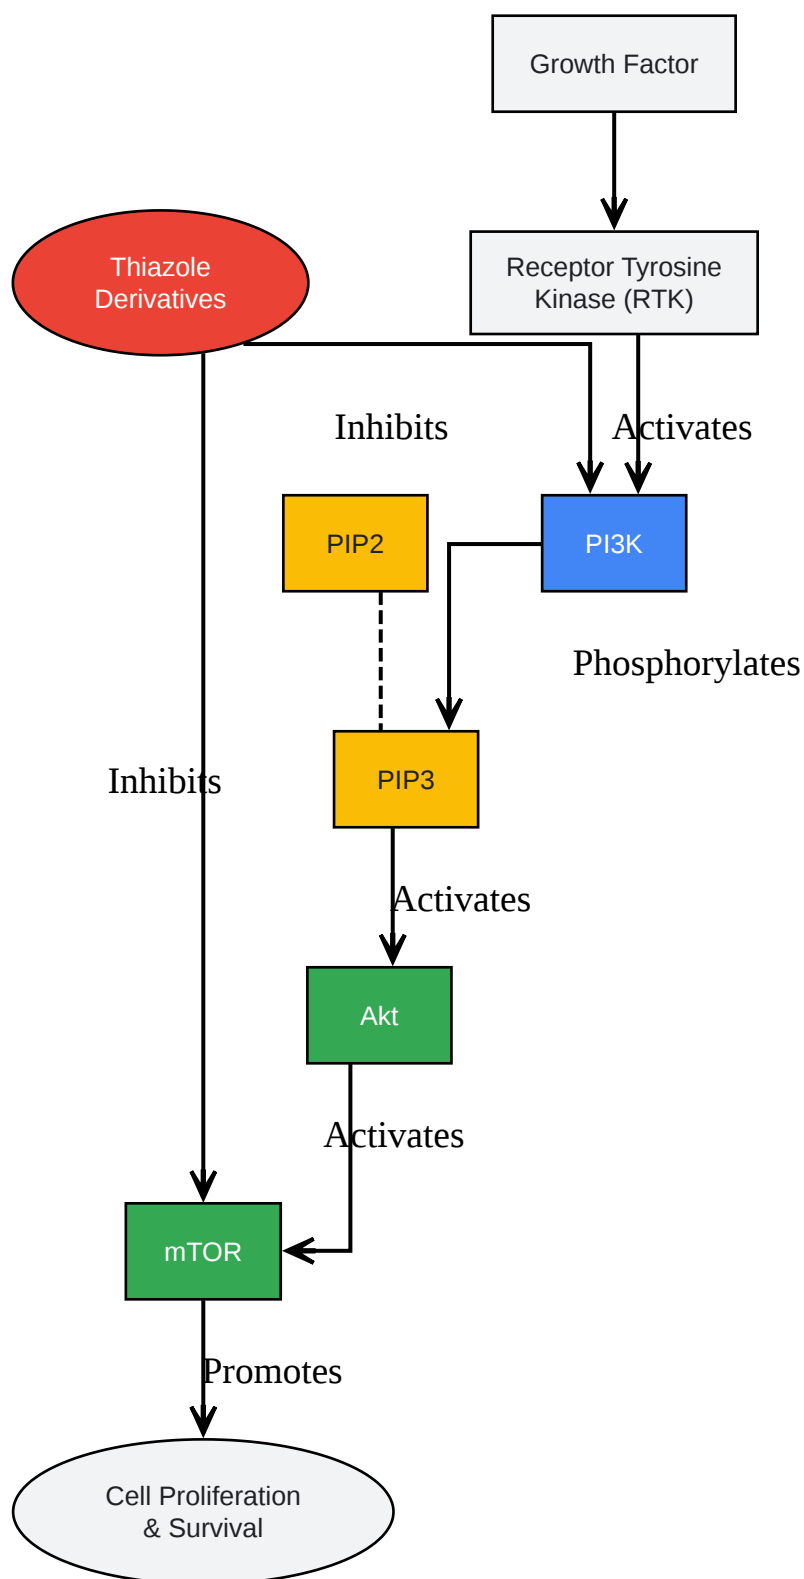 Growth Factor
Thiazole
Derivatives
Receptor Tyrosine
Kinase (RTK)
Inhibits
Activates
PIP2
PI3K
Phosphorylates
Inhibits
PIP3
Activates
Akt
Activates
mTOR
Promotes
Cell Proliferation
& Survival